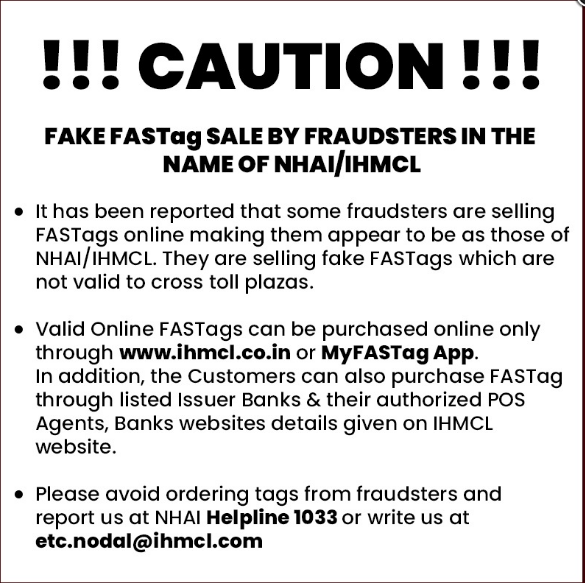 !!! CAUTION !!!
FAKE FASTag SALE BY FRAUDSTERS IN THE
NAME OF NHAI/IHMCL
• It has been reported that some fraudsters are selling
FASTags online making them appear to be as those of
NHAI/IHMCL. They are selling fake FASTags which are
not valid to cross toll plazas.
• Valid Online FASTags can be purchased online only
through www.ihmcl.co.in or MyFASTag App.
In addition, the Customers can also purchase FASTag
through listed Issuer Banks & their authorized POS
Agents, Banks websites details given on IHMCL
website.
• Please avoid ordering tags from fraudsters and
report us at NHAI Helpline 1033 or write us at
etc.nodal@ihmcl.com